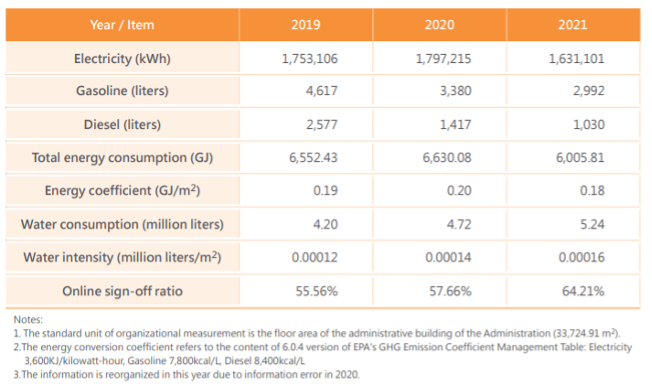 Year / Item 2019 2020 2021
Electricity (kWh) 1,753,106 1,797,215 1,631,101
Gasoline (liters) 4,617 3,380 2,992
Diesel (liters) 2,577 1,417 1,030
Total energy consumption (GJ) 6,552.43 6,630.08 6,005.81
Energy coefficient (GJ/m²) 0.19 0.20 0.18
Water consumption (million liters) 4.20 4.72 5.24
Water intensity (million liters/m²) 0.00012 0.00014 0.00016
Online sign-off ratio 55.56% 57.66% 64.21%
Notes:
1. The standard unit of organizational measurement is the floor area of the administrative building of the Administration (33,724.91 m²).
2.The energy conversion coefficient refers to the content of 6.0.4 version of EPA's GHG Emission Coefficient Management Table: Electricity
3,600KJ/kilowatt-hour, Gasoline 7,800kcal/L, Diesel 8,400kcal/L
3.The information is reorganized in this year due to information error in 2020.